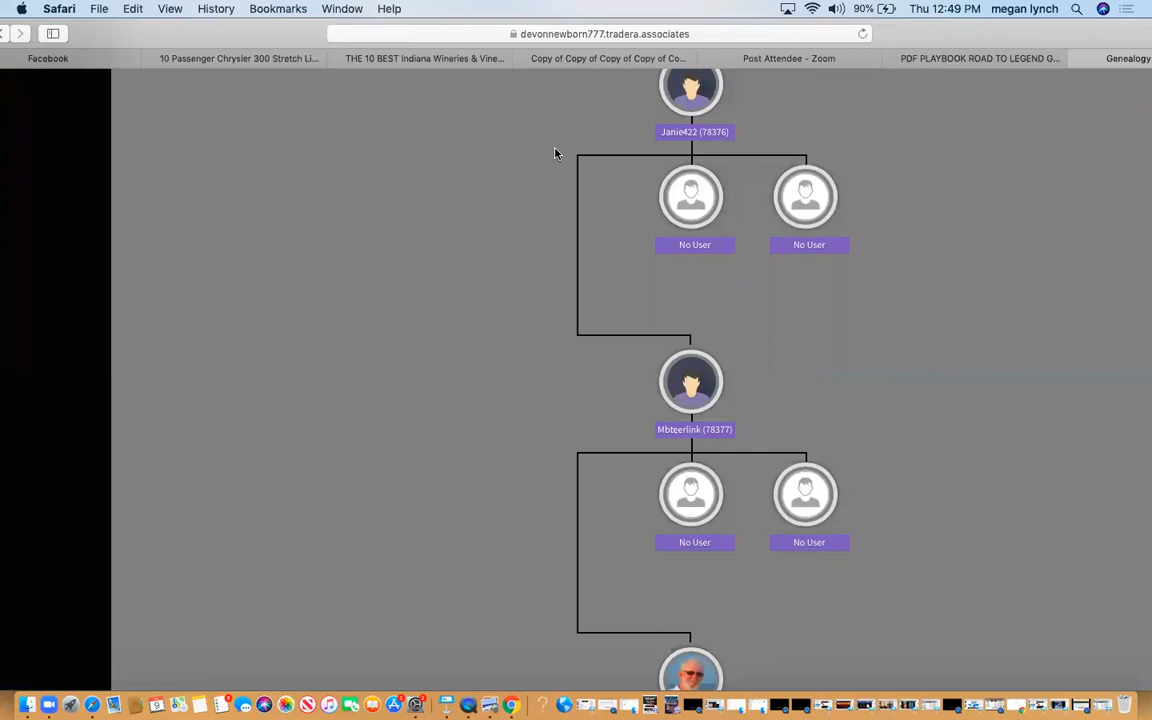 Safari File Edit View History Bookmarks Window Help 90% Thu 12:49 PM megan lynch
devonnewborn777.tradera.associates
Facebook 10 Passenger Chrysler 300 Stretch Li... THE 10 BEST Indiana Wineries & Vine... Copy of Copy of Copy of Copy of Co... Post Attendee - Zoom PDF PLAYBOOK ROAD TO LEGEND G... Genealogy
Janie422 (78376)
No User No User
Mbteerlink (78377)
No User No User